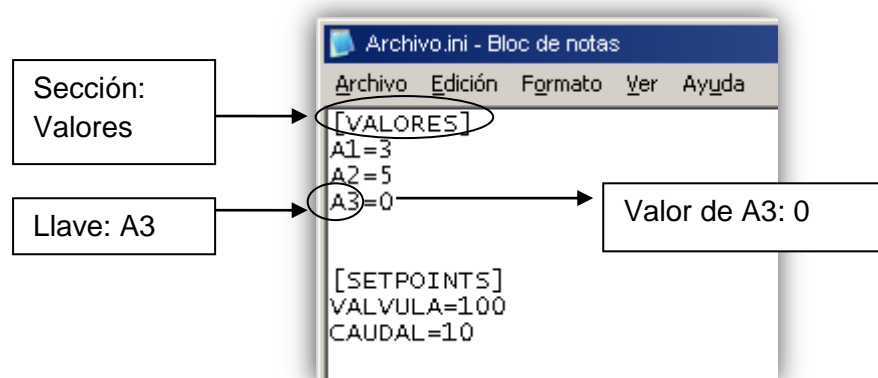 Archivo.ini - Bloc de notas
Archivo Edición Formato Ver Ayuda
Sección:
Valores
[VALORES]
A1=3
A2=5
A3=0
Llave: A3
Valor de A3: 0
[SETPOINTS]
VALVULA=100
CAUDAL=10